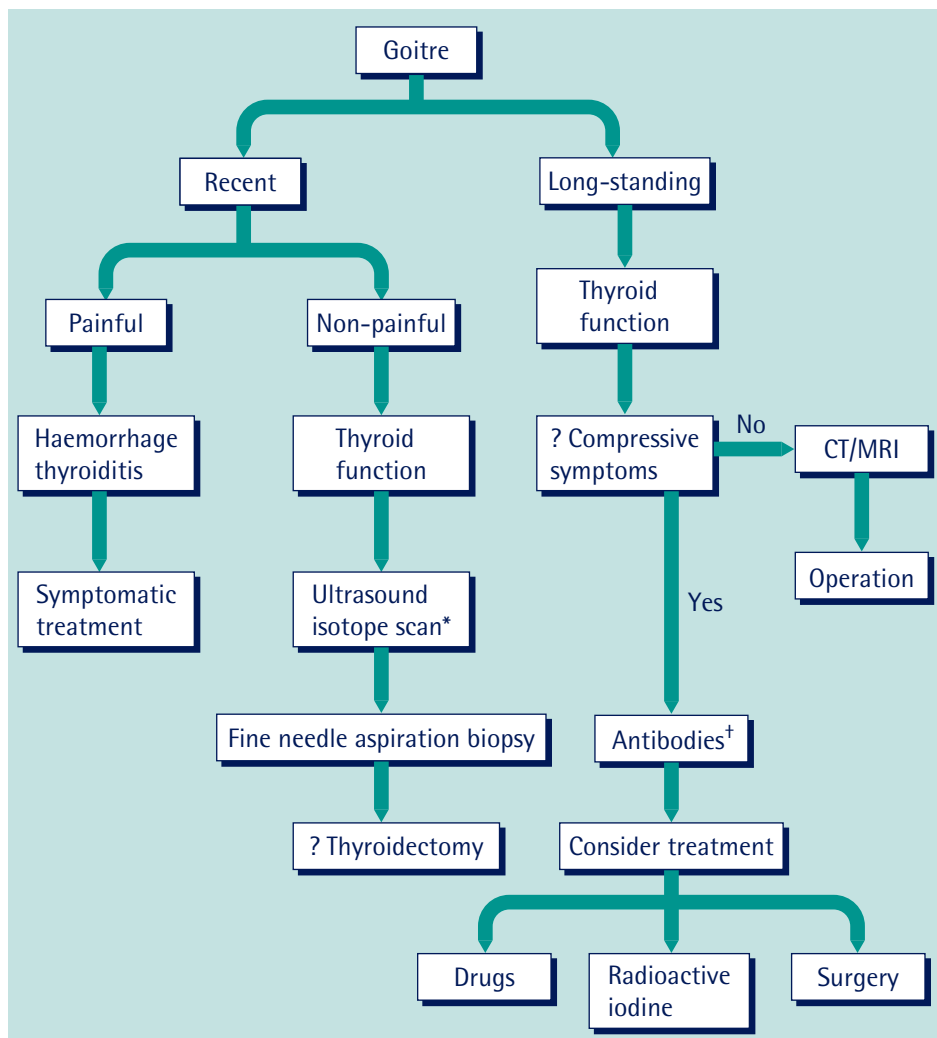 Goitre
Recent
Long-standing
Painful
Non-painful
Thyroid
function
Haemorrhage
thyroiditis
Thyroid
function
? Compressive
symptoms
No
CT/MRI
Symptomatic
treatment
Ultrasound
isotope scan*
Yes
Operation
Fine needle aspiration biopsy
Antibodies†
? Thyroidectomy
Consider treatment
Drugs
Radioactive
iodine
Surgery